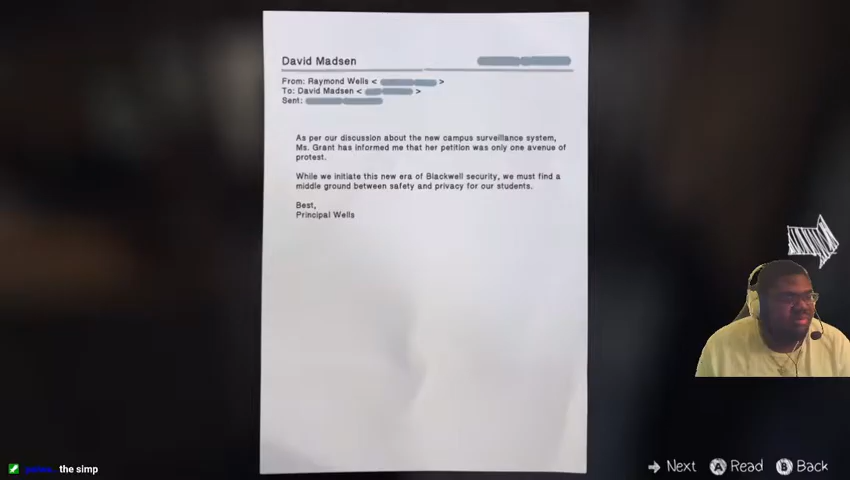 David Madsen
From: Raymond Wells < >
To: David Madsen < >
Sent:
As per our discussion about the new campus surveillance system,
Ms. Grant has informed me that her petition was only one avenue of
protest.
While we initiate this new era of Blackwell security, we must find a
middle ground between safety and privacy for our students.
Best,
Principal Wells
Next A Read B Back
the simp